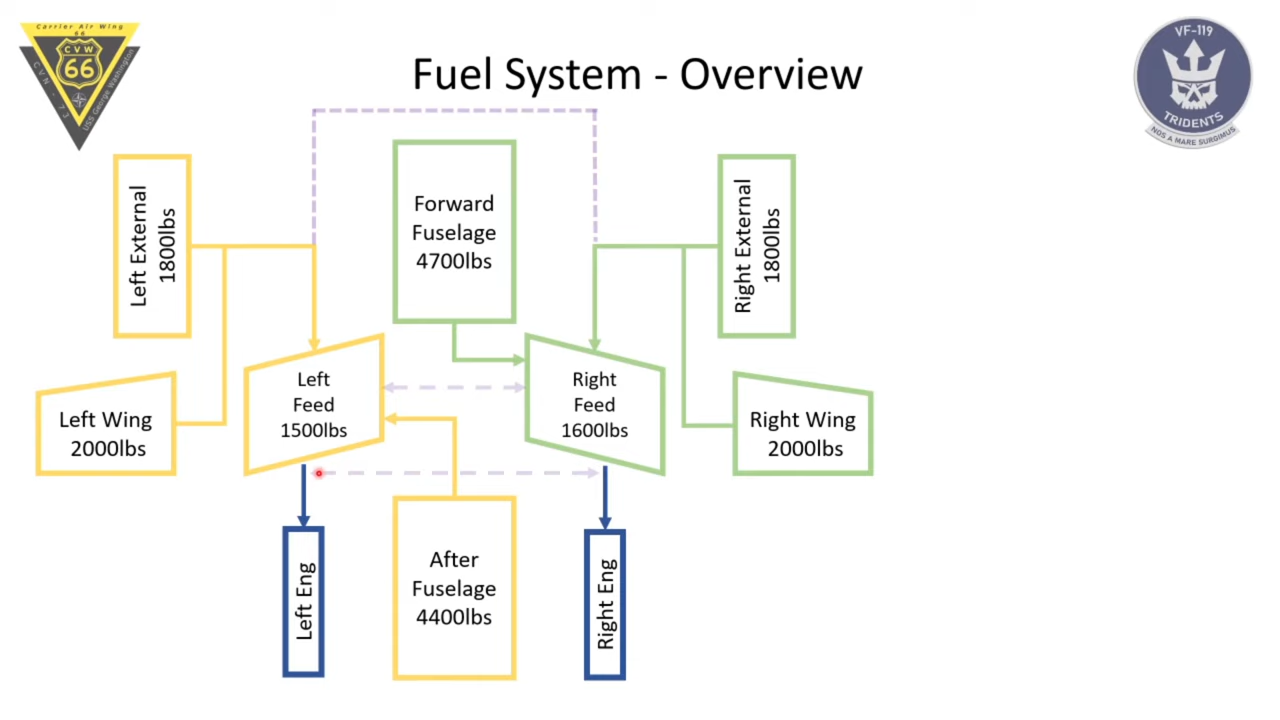 Carrier Air Wing
66
CVW
66
CVN - 73
USS George Washington
Fuel System - Overview
VF-119
TRIDENTS
NOS A MARE SURGIMUS
Left External
1800lbs
Forward
Fuselage
4700lbs
Right External
1800lbs
Left Wing
2000lbs
Left
Feed
1500lbs
Right
Feed
1600lbs
Right Wing
2000lbs
Left Eng
After
Fuselage
4400lbs
Right Eng